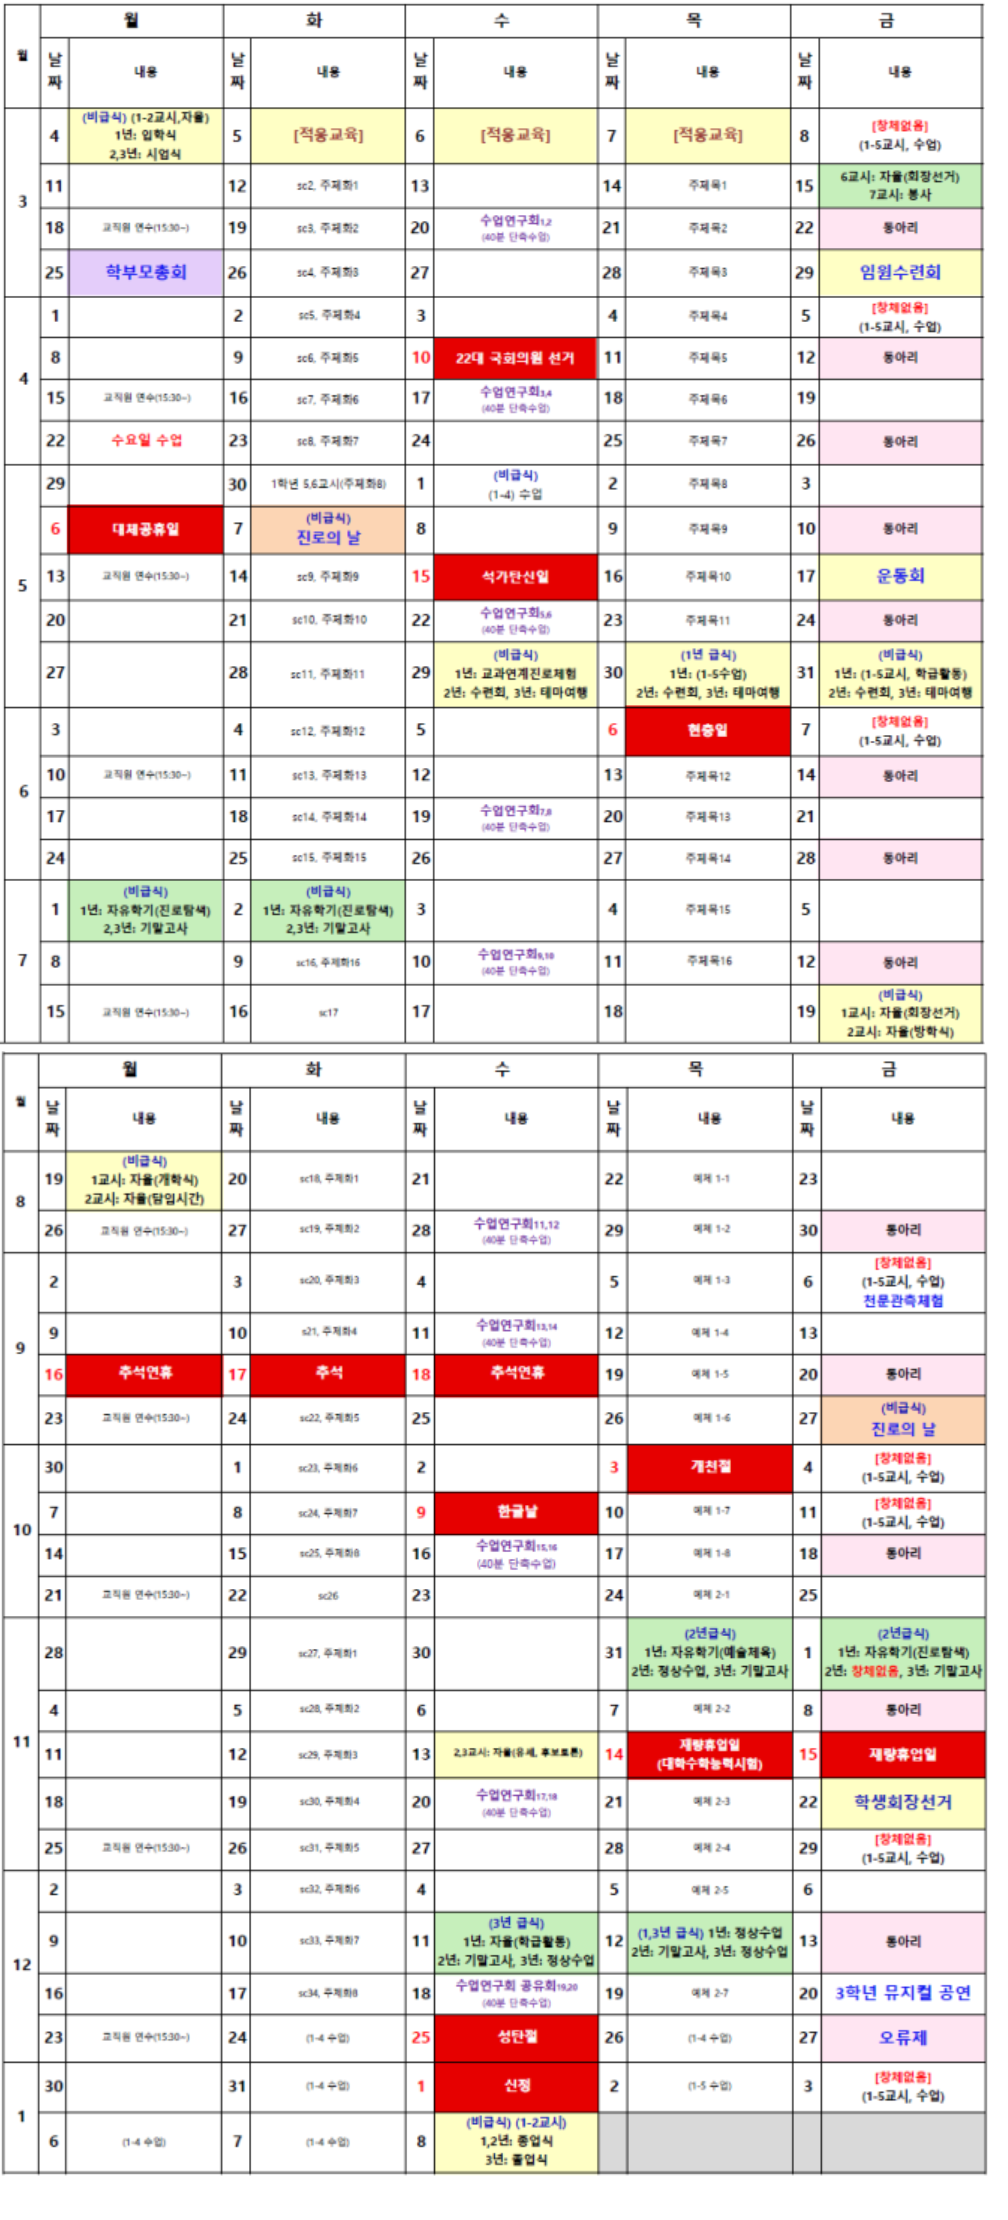 월 화 수 목 금
월 날짜 내용 날짜 내용 날짜 내용 날짜 내용 날짜 내용
3
4 (비급식) (1-2교시,자율)
1년: 입학식
2,3년: 시업식
5 [적응교육]
6 [적응교육]
7 [적응교육]
8 [창체없음]
(1-5교시, 수업)
11
12 sc2, 주제화1
13
14 주제목1
15 6교시: 자율(회장선거)
7교시: 봉사
18 교직원 연수(15:30~)
19 sc3, 주제화2
20 수업연구회1,2
(40분 단축수업)
21 주제목2
22 동아리
25 학부모총회
26 sc4, 주제화3
27
28 주제목3
29 임원수련회
4
1
2 sc5, 주제화4
3
4 주제목4
5 [창체없음]
(1-5교시, 수업)
8
9 sc6, 주제화5
10 22대 국회의원 선거
11 주제목5
12 동아리
15 교직원 연수(15:30~)
16 sc7, 주제화6
17 수업연구회3,4
(40분 단축수업)
18 주제목6
19
22 수요일 수업
23 sc8, 주제화7
24
25 주제목7
26 동아리
5
29
30 1학년 5,6교시(주제화8)
1 (비급식)
(1-4) 수업
2 주제목8
3
6 대체공휴일
7 (비급식)
진로의 날
8
9 주제목9
10 동아리
13 교직원 연수(15:30~)
14 sc9, 주제화9
15 석가탄신일
16 주제목10
17 운동회
20
21 sc10, 주제화10
22 수업연구회5,6
(40분 단축수업)
23 주제목11
24 동아리
27
28 sc11, 주제화11
29 (비급식)
1년: 교과연계진로체험
2년: 수련회, 3년: 테마여행
30 (1년 급식)
1년: (1-5수업)
2년: 수련회, 3년: 테마여행
31 (비급식)
1년: (1-5교시, 학급활동)
2년: 수련회, 3년: 테마여행
6
3
4 sc12, 주제화12
5
6 현충일
7 [창체없음]
(1-5교시, 수업)
10 교직원 연수(15:30~)
11 sc13, 주제화13
12
13 주제목12
14 동아리
17
18 sc14, 주제화14
19 수업연구회7,8
(40분 단축수업)
20 주제목13
21
24
25 sc15, 주제화15
26
27 주제목14
28 동아리
7
1 (비급식)
1년: 자유학기(진로탐색)
2,3년: 기말고사
2 (비급식)
1년: 자유학기(진로탐색)
2,3년: 기말고사
3
4 주제목15
5
8
9 sc16, 주제화16
10 수업연구회9,10
(40분 단축수업)
11 주제목16
12 동아리
15 교직원 연수(15:30~)
16 sc17
17
18
19 (비급식)
1교시: 자율(회장선거)
2교시: 자율(방학식)
월 화 수 목 금
월 날짜 내용 날짜 내용 날짜 내용 날짜 내용 날짜 내용
8
19 (비급식)
1교시: 자율(개학식)
2교시: 자율(담임시간)
20 sc18, 주제화1
21
22 예체 1-1
23
26 교직원 연수(15:30~)
27 sc19, 주제화2
28 수업연구회11,12
(40분 단축수업)
29 예체 1-2
30 동아리
9
2
3 sc20, 주제화3
4
5 예체 1-3
6 [창체없음]
(1-5교시, 수업)
천문관측체험
9
10 s21, 주제화4
11 수업연구회13,14
(40분 단축수업)
12 예체 1-4
13
16 추석연휴
17 추석
18 추석연휴
19 예체 1-5
20 동아리
23 교직원 연수(15:30~)
24 sc22, 주제화5
25
26 예체 1-6
27 (비급식)
진로의 날
10
30
1 sc23, 주제화6
2
3 개천절
4 [창체없음]
(1-5교시, 수업)
7
8 sc24, 주제화7
9 한글날
10 예체 1-7
11 [창체없음]
(1-5교시, 수업)
14
15 sc25, 주제화8
16 수업연구회15,16
(40분 단축수업)
17 예체 1-8
18 동아리
21 교직원 연수(15:30~)
22 sc26
23
24 예체 2-1
25
11
28
29 sc27, 주제화1
30
31 (2년급식)
1년: 자유학기(예술체육)
2년: 정상수업, 3년: 기말고사
1 (2년급식)
1년: 자유학기(진로탐색)
2년: 창체없음, 3년: 기말고사
4
5 sc28, 주제화2
6
7 예체 2-2
8 동아리
11
12 sc29, 주제화3
13 2,3교시: 자율(유세, 후보토론)
14 재량휴업일
(대학수학능력시험)
15 재량휴업일
18
19 sc30, 주제화4
20 수업연구회17,18
(40분 단축수업)
21 예체 2-3
22 학생회장선거
25 교직원 연수(15:30~)
26 sc31, 주제화5
27
28 예체 2-4
29 [창체없음]
(1-5교시, 수업)
12
2
3 sc32, 주제화6
4
5 예체 2-5
6
9
10 sc33, 주제화7
11 (3년 급식)
1년: 자율(학급활동)
2년: 기말고사, 3년: 정상수업
12 (1,3년 급식) 1년: 정상수업
2년: 기말고사, 3년: 정상수업
13 동아리
16
17 sc34, 주제화8
18 수업연구회 공유회19,20
(40분 단축수업)
19 예체 2-7
20 3학년 뮤지컬 공연
23 교직원 연수(15:30~)
24 (1-4 수업)
25 성탄절
26 (1-4 수업)
27 오류제
1
30
31 (1-4 수업)
1 신정
2 (1-5 수업)
3 [창체없음]
(1-5교시, 수업)
6 (1-4 수업)
7 (1-4 수업)
8 (비급식) (1-2교시)
1,2년: 종업식
3년: 졸업식